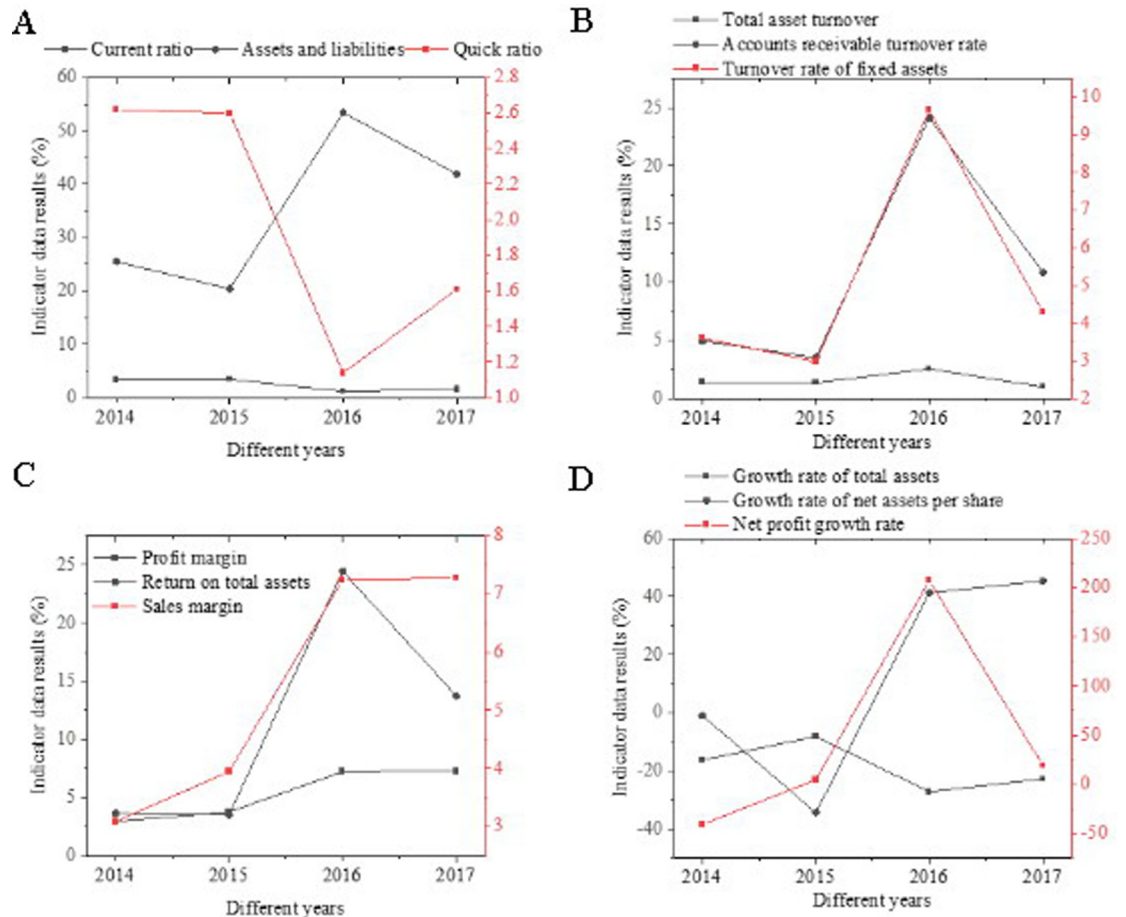 A
Current ratio Assets and liabilities Quick ratio
60
50
40
30
20
10
0
Indicator data results (%)
2.8
2.6
2.4
2.2
2.0
1.8
1.6
1.4
1.2
1.0
2014 2015 2016 2017
Different years
B
Total asset turnover
Accounts receivable turnover rate
Turnover rate of fixed assets
25
20
15
10
5
0
Indicator data results (%)
10
9
8
7
6
5
4
3
2
2014 2015 2016 2017
Different years
C
Profit margin
Return on total assets
Sales margin
25
20
15
10
5
0
Indicator data results (%)
8
7
6
5
4
3
2014 2015 2016 2017
Different years
D
Growth rate of total assets
Growth rate of net assets per share
Net profit growth rate
60
40
20
0
-20
-40
Indicator data results (%)
250
200
150
100
50
0
-50
2014 2015 2016 2017
Different years